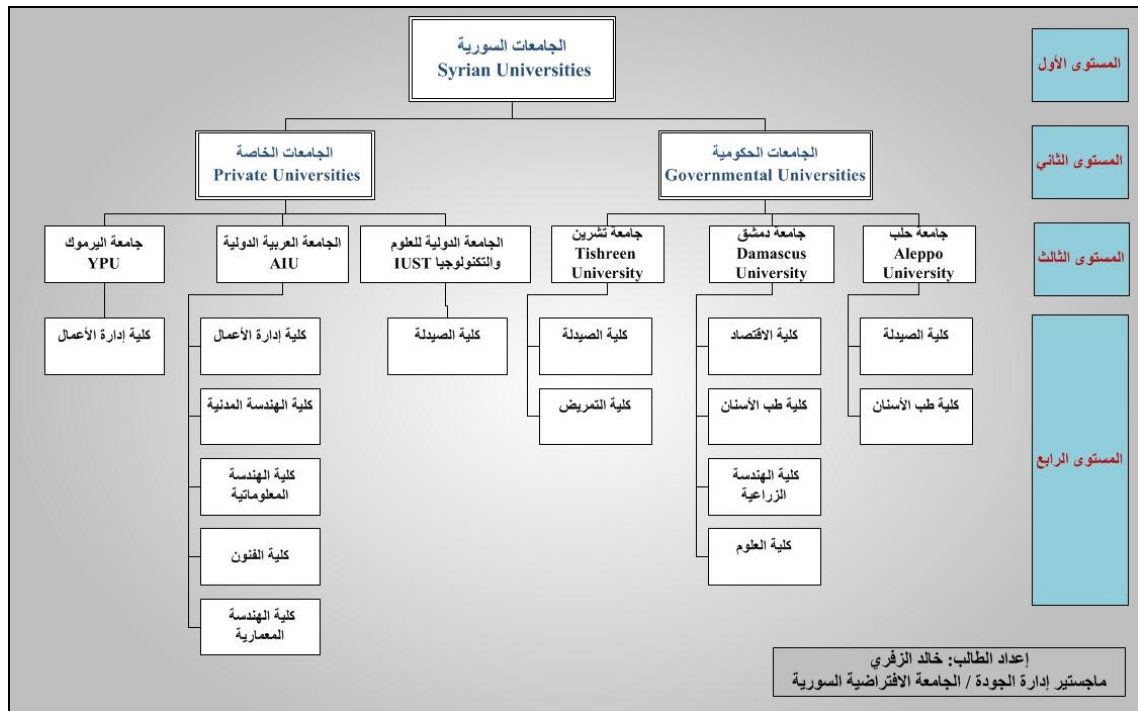 الجامعات السورية
Syrian Universities
المستوى الأول
الجامعات الحكومية
Governmental Universities
الجامعات الخاصة
Private Universities
المستوى الثاني
جامعة حلب
Aleppo
University
جامعة دمشق
Damascus
University
جامعة تشرين
Tishreen
University
الجامعة الدولية للعلوم
والتكنولوجيا IUST
الجامعة العربية الدولية
AIU
جامعة اليرموك
YPU
المستوى الثالث
كلية الصيدلة
كلية طب الأسنان
كلية الاقتصاد
كلية طب الأسنان
كلية الهندسة
الزراعية
كلية العلوم
كلية الصيدلة
كلية التمريض
كلية الصيدلة
كلية إدارة الأعمال
كلية الهندسة المدنية
كلية الهندسة
المعلوماتية
كلية الفنون
كلية الهندسة
المعمارية
كلية إدارة الأعمال
المستوى الرابع
إعداد الطالب: خالد الزفري
ماجستير إدارة الجودة / الجامعة الافتراضية السورية